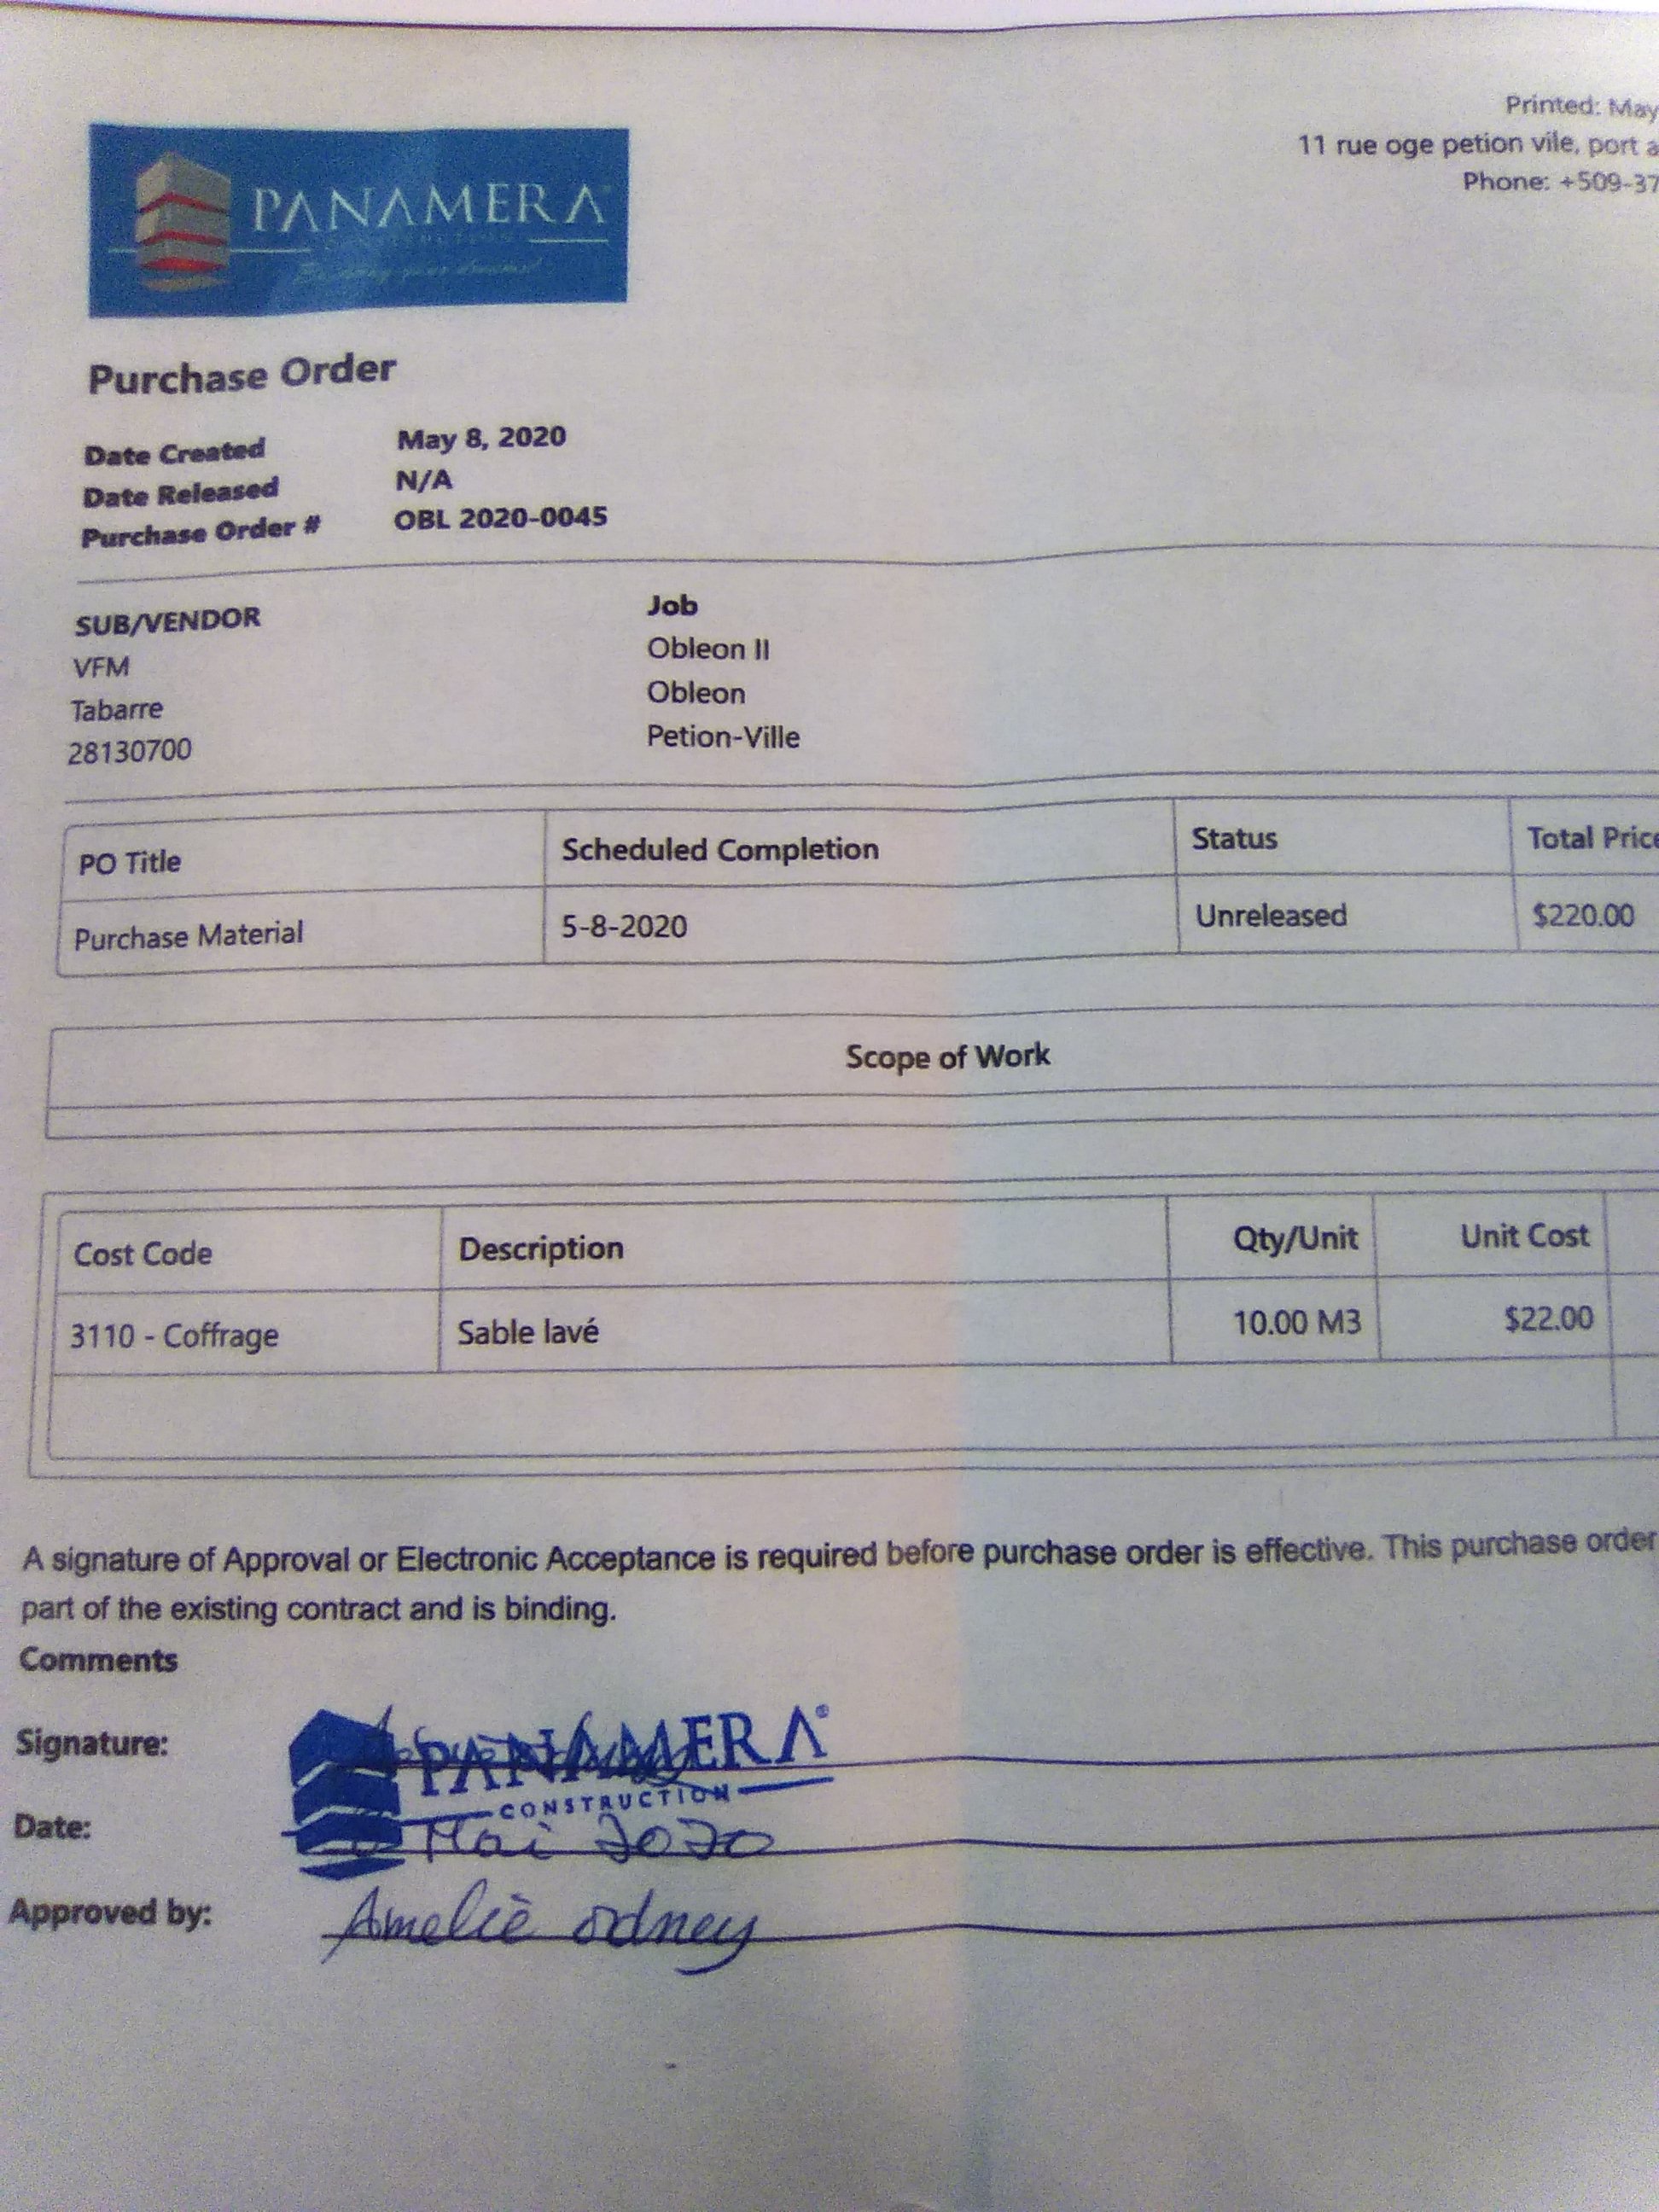 Printed: May
11 rue oge petion vile, port a
Phone: +509-37
PANAMERA
CONSTRUCTION
Building your dreams!
Purchase Order
Date Created May 8, 2020
Date Released N/A
Purchase Order # OBL 2020-0045
SUB/VENDOR Job
VFM Obleon II
Tabarre Obleon
28130700 Petion-Ville
PO Title Scheduled Completion Status Total Price
Purchase Material 5-8-2020 Unreleased $220.00
Scope of Work
Cost Code Description Qty/Unit Unit Cost
3110 - Coffrage Sable lavé 10.00 M3 $22.00
A signature of Approval or Electronic Acceptance is required before purchase order is effective. This purchase order
part of the existing contract and is binding.
Comments
Signature: PANAMERA®
CONSTRUCTION
Date: Mai 2020
Approved by: Amelie odney